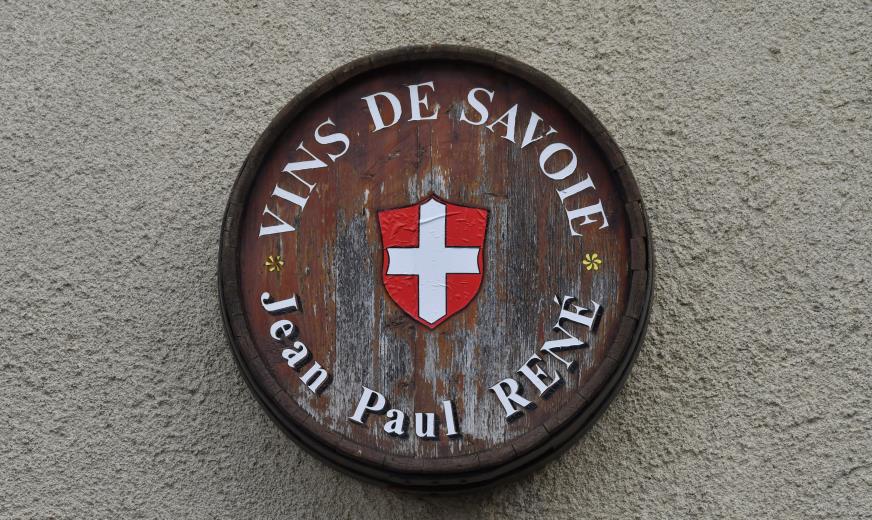 VINS DE SAVOIE
Jean Paul RENÉ